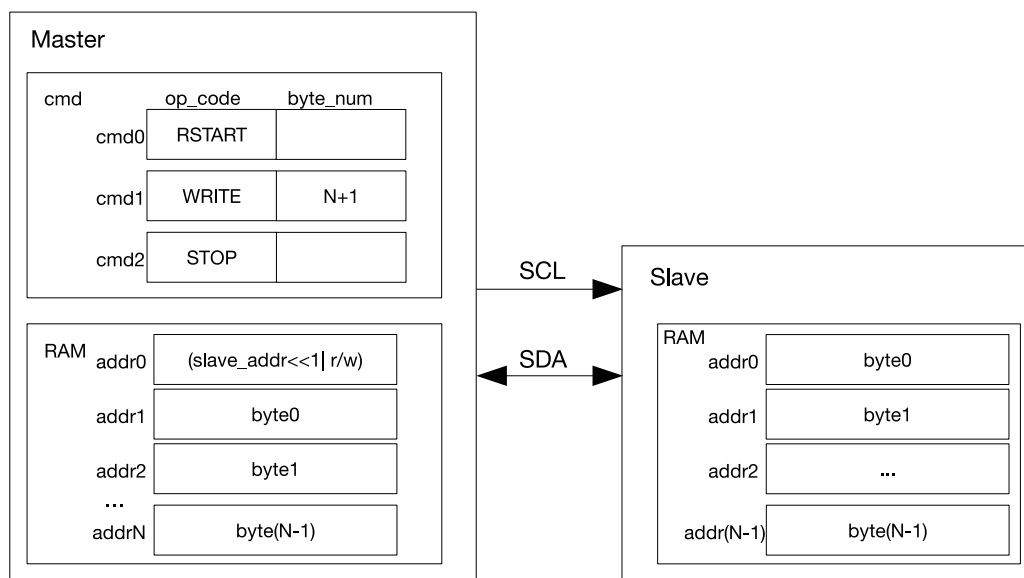 Master
cmd op_code byte_num
cmd0 RSTART
cmd1 WRITE N+1
cmd2 STOP
RAM
addr0 (slave_addr<<1| r/w)
addr1 byte0
addr2 byte1
...
addrN byte(N-1)
SCL
SDA
Slave
RAM
addr0 byte0
addr1 byte1
addr2 ...
addr(N-1) byte(N-1)